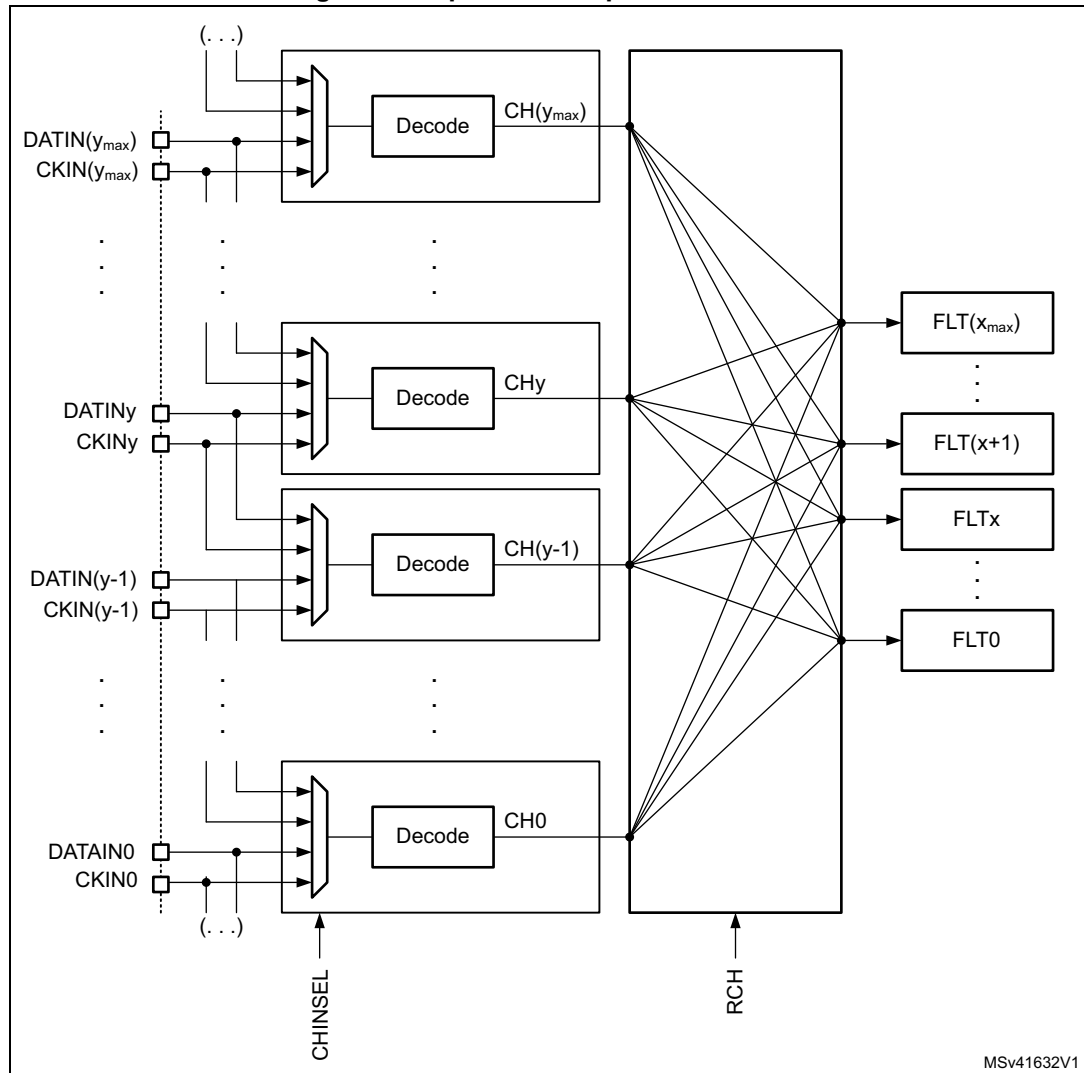 (. . .)
Decode
CH(ymax)
DATIN(ymax)
CKIN(ymax)
FLT(xmax)
Decode
CHy
DATINy
CKINy
FLT(x+1)
FLTx
Decode
CH(y-1)
DATIN(y-1)
CKIN(y-1)
FLT0
Decode
CH0
DATAIN0
CKIN0
(. . .)
CHINSEL
RCH
MSv41632V1